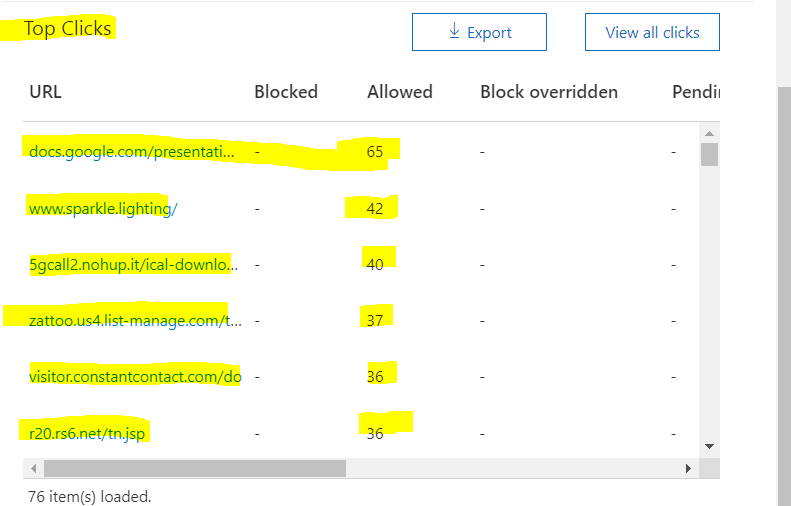 Top Clicks
Export
View all clicks
URL Blocked Allowed Block overridden Pendin
docs.google.com/presentati... - 65 - -
www.sparkle.lighting/ - 42 - -
5gcall2.nohup.it/ical-downlo... - 40 - -
zattoo.us4.list-manage.com/t... - 37 - -
visitor.constantcontact.com/do - 36 - -
r20.rs6.net/tn.jsp - 36 - -
76 item(s) loaded.